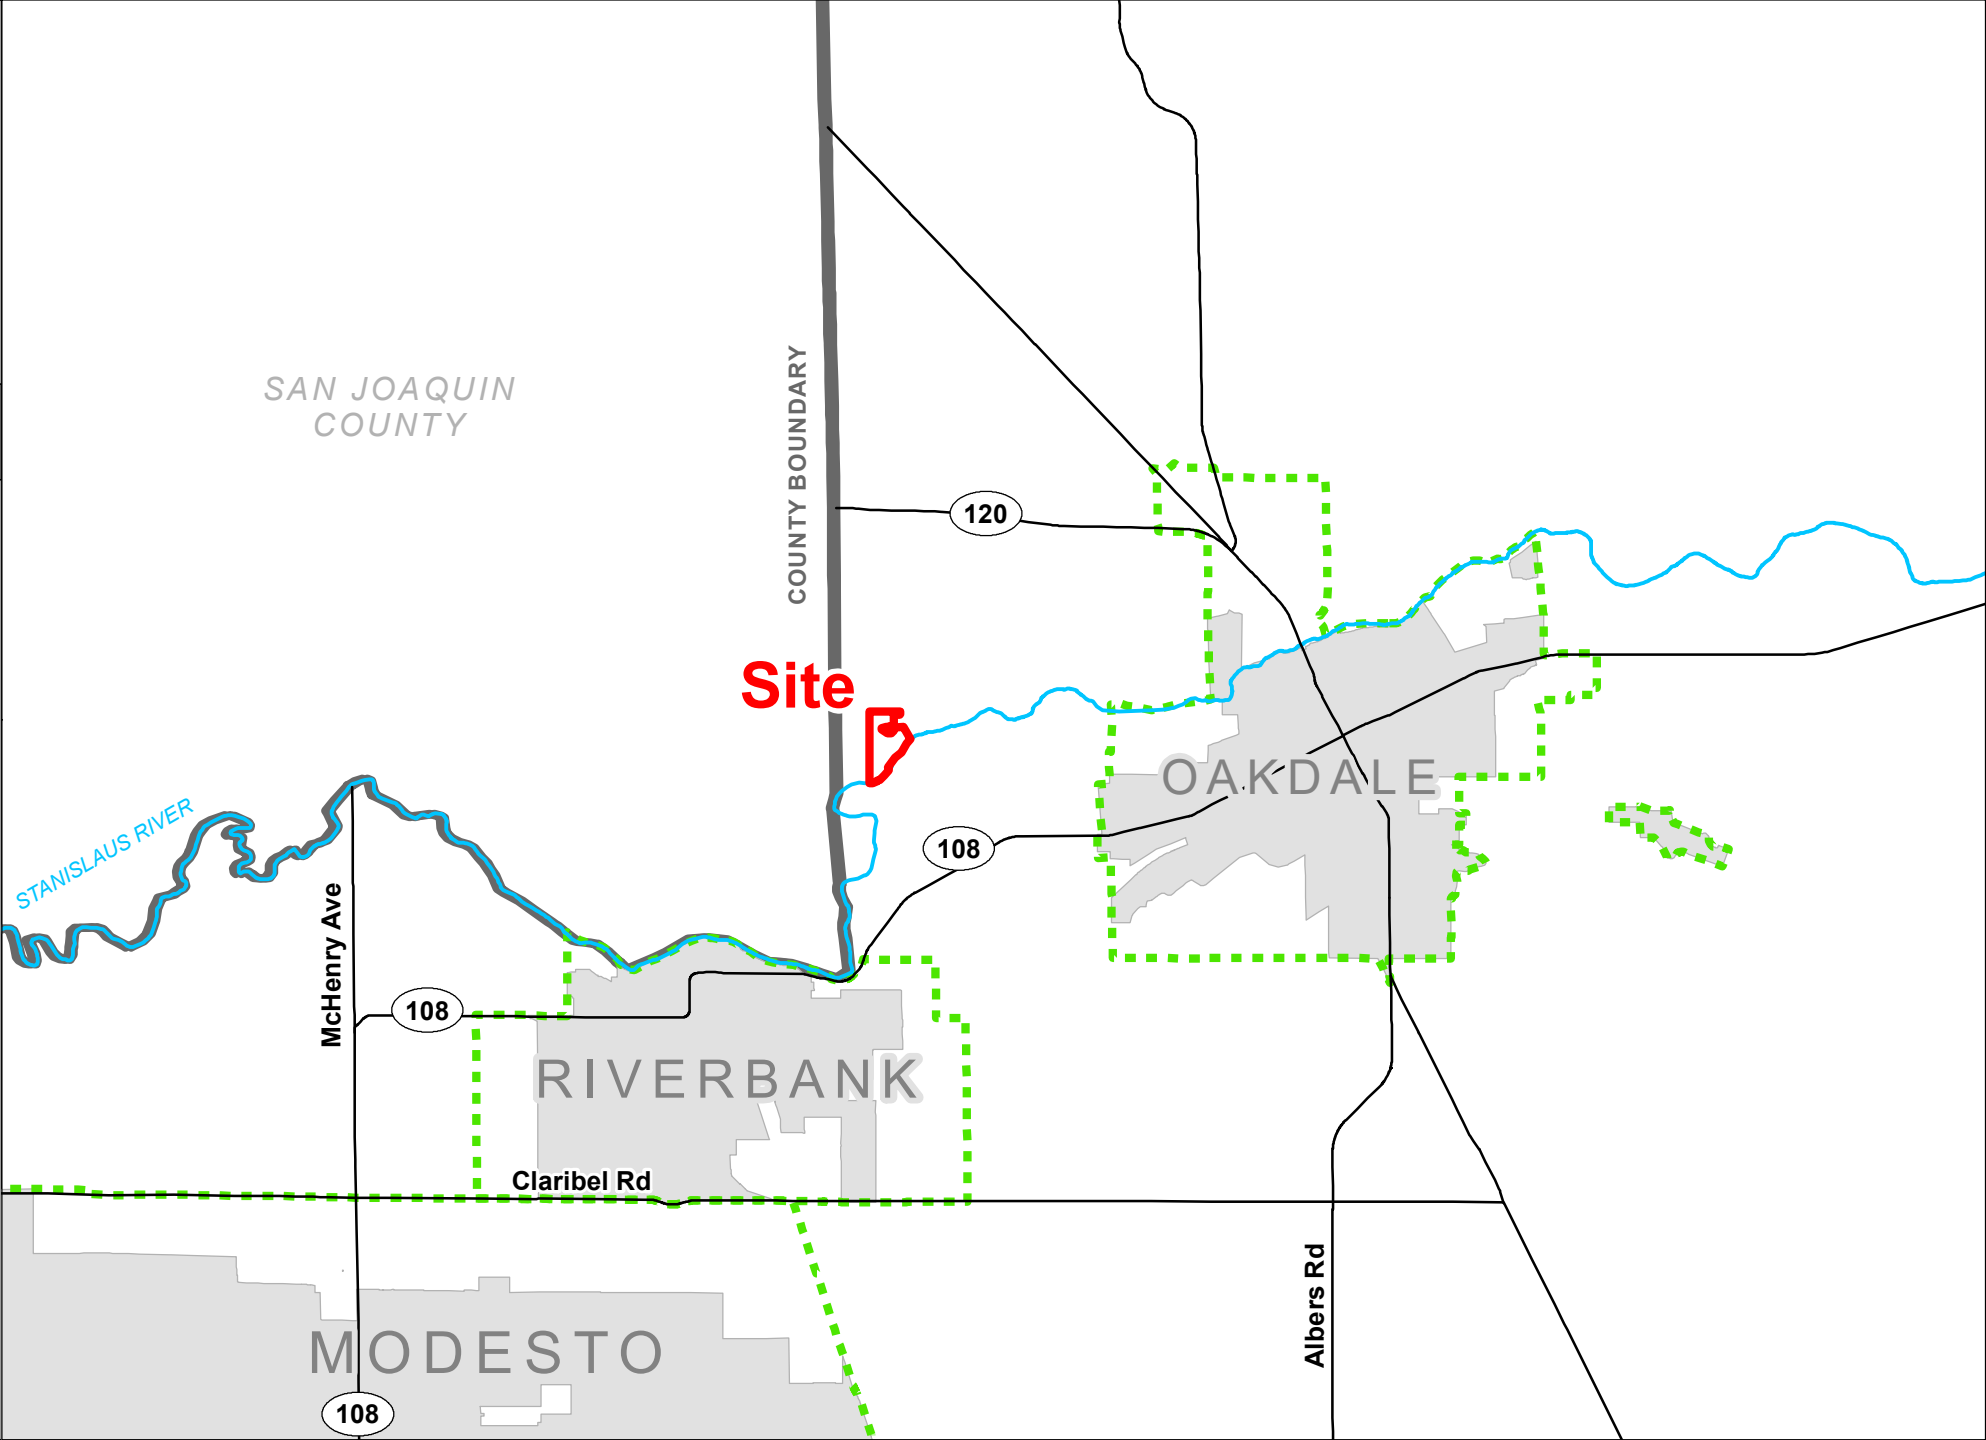 SAN JOAQUIN
COUNTY
COUNTY BOUNDARY
120
Site
OAKDALE
STANISLAUS RIVER
108
McHenry Ave
108
RIVERBANK
Claribel Rd
Albers Rd
MODESTO
108